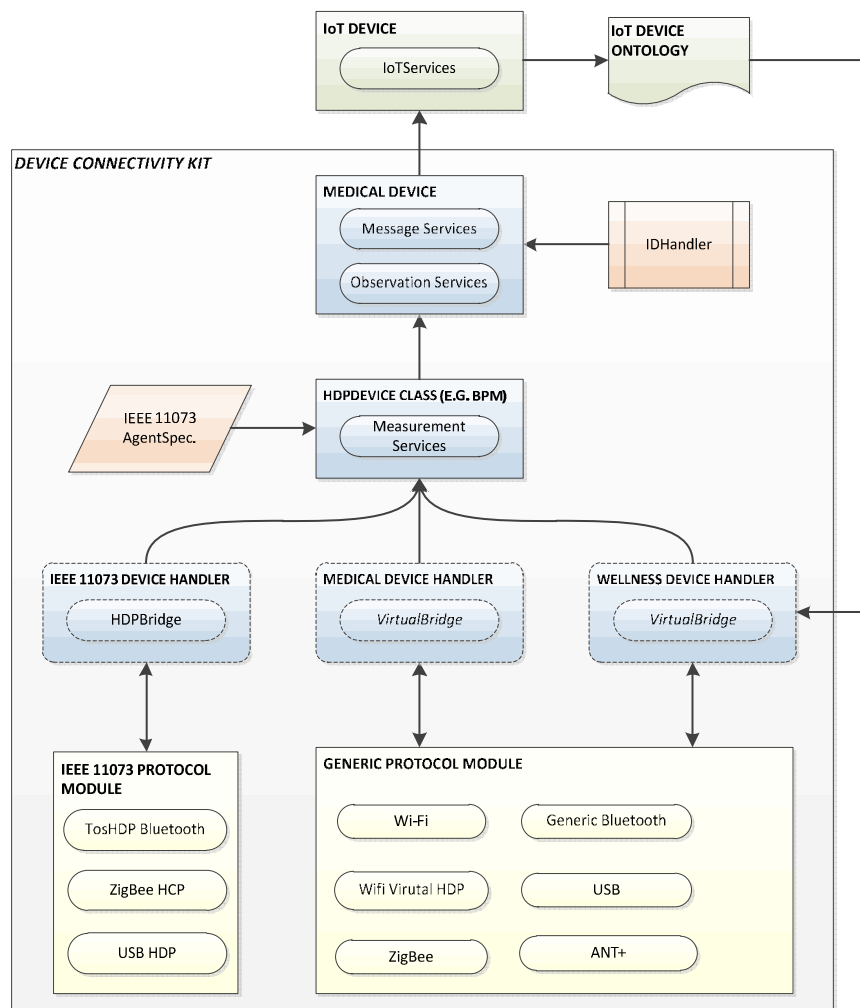 IoT DEVICE
IoTServices
IoT DEVICE
ONTOLOGY
DEVICE CONNECTIVITY KIT
MEDICAL DEVICE
Message Services
Observation Services
IDHandler
HDPDEVICE CLASS (E.G. BPM)
Measurement
Services
IEEE 11073
AgentSpec.
IEEE 11073 DEVICE HANDLER
HDPBridge
MEDICAL DEVICE HANDLER
VirtualBridge
WELLNESS DEVICE HANDLER
VirtualBridge
IEEE 11073 PROTOCOL
MODULE
TosHDP Bluetooth
ZigBee HCP
USB HDP
GENERIC PROTOCOL MODULE
Wi-Fi
Generic Bluetooth
Wifi Virutal HDP
USB
ZigBee
ANT+